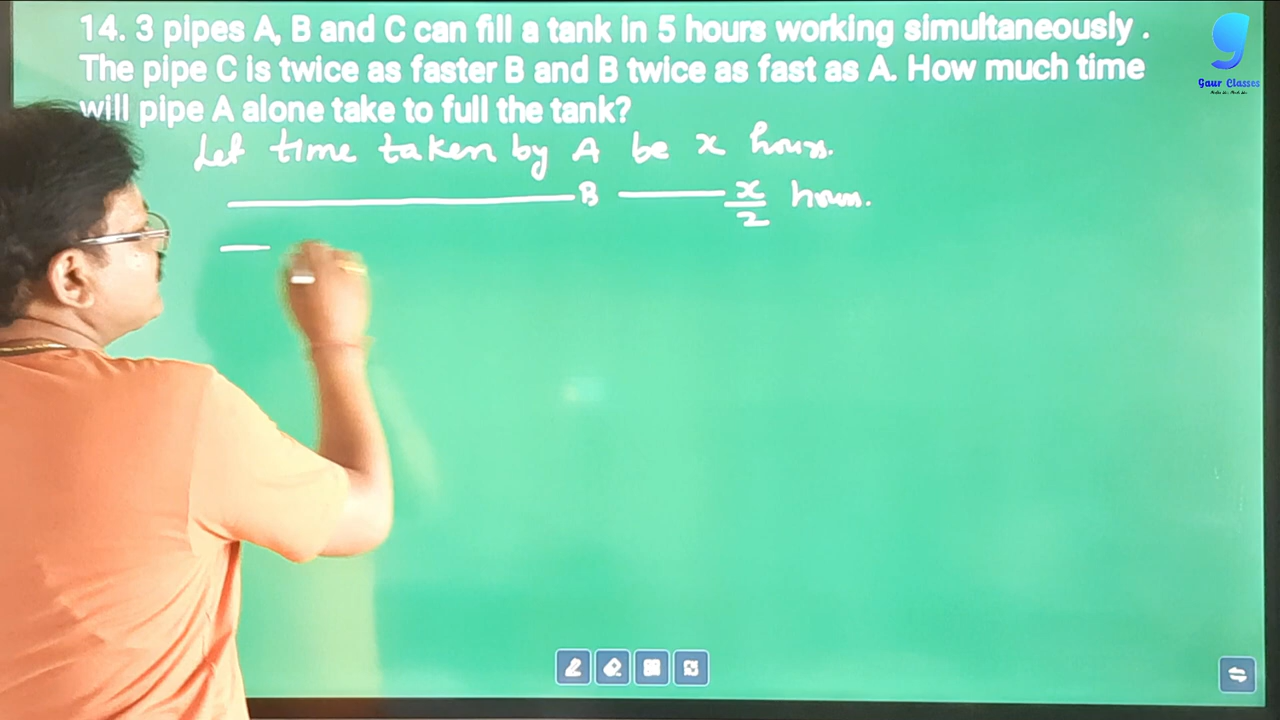 14. 3 pipes A, B and C can fill a tank in 5 hours working simultaneously .
The pipe C is twice as faster B and B twice as fast as A. How much time
will pipe A alone take to full the tank?
Let time taken by A be x hours.
B x/2 hours.
Gaur Classes